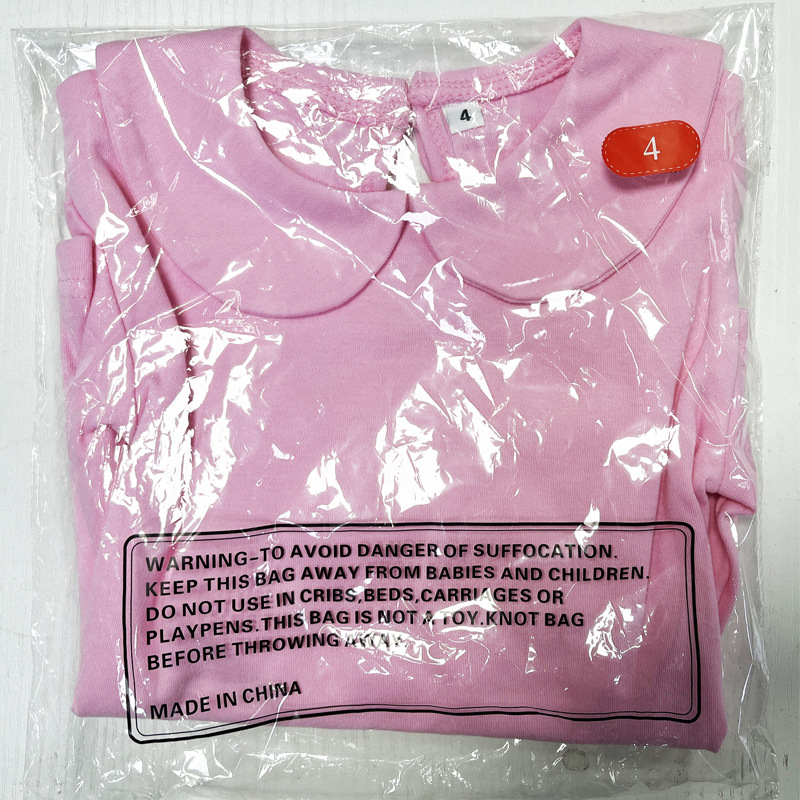 4
4
WARNING-TO AVOID DANGER OF SUFFOCATION.
KEEP THIS BAG AWAY FROM BABIES AND CHILDREN.
DO NOT USE IN CRIBS,BEDS,CARRIAGES OR
PLAYPENS.THIS BAG IS NOT A TOY.KNOT BAG
BEFORE THROWING AWAY.
MADE IN CHINA